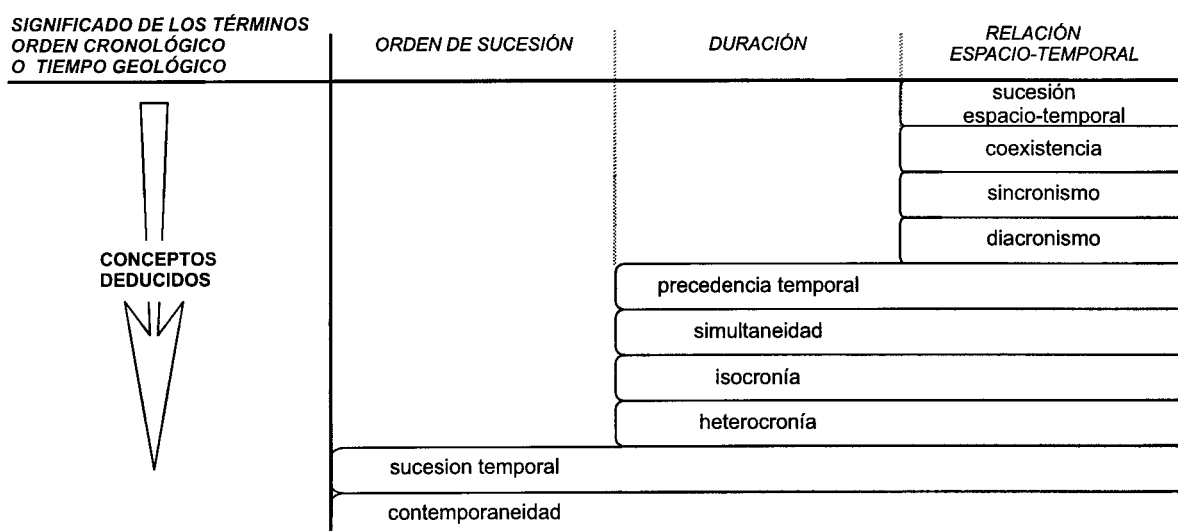 SIGNIFICADO DE LOS TÉRMINOS
ORDEN CRONOLÓGICO
O TIEMPO GEOLÓGICO
ORDEN DE SUCESIÓN
DURACIÓN
RELACIÓN
ESPACIO-TEMPORAL
sucesión
espacio-temporal
coexistencia
sincronismo
diacronismo
CONCEPTOS
DEDUCIDOS
precedencia temporal
simultaneidad
isocronía
heterocronía
sucesion temporal
contemporaneidad